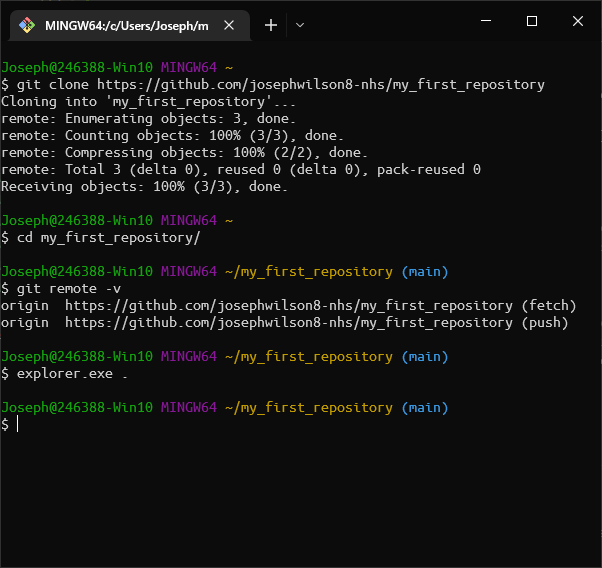 MINGW64:/c/Users/Joseph/m
Joseph@246388-Win10 MINGW64 ~
$ git clone https://github.com/josephwilson8-nhs/my_first_repository
Cloning into 'my_first_repository'...
remote: Enumerating objects: 3, done.
remote: Counting objects: 100% (3/3), done.
remote: Compressing objects: 100% (2/2), done.
remote: Total 3 (delta 0), reused 0 (delta 0), pack-reused 0
Receiving objects: 100% (3/3), done.
Joseph@246388-Win10 MINGW64 ~
$ cd my_first_repository/
Joseph@246388-Win10 MINGW64 ~/my_first_repository (main)
$ git remote -v
origin  https://github.com/josephwilson8-nhs/my_first_repository (fetch)
origin  https://github.com/josephwilson8-nhs/my_first_repository (push)
Joseph@246388-Win10 MINGW64 ~/my_first_repository (main)
$ explorer.exe .
Joseph@246388-Win10 MINGW64 ~/my_first_repository (main)
$